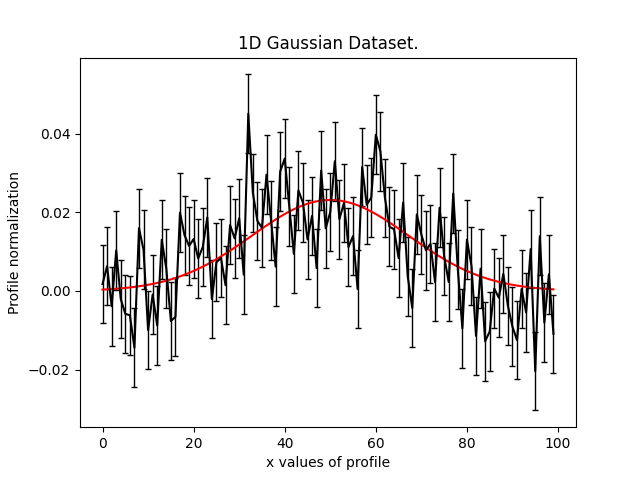 1D Gaussian Dataset.
Profile normalization
0.04
0.02
0.00
−0.02
0 20 40 60 80 100
x values of profile